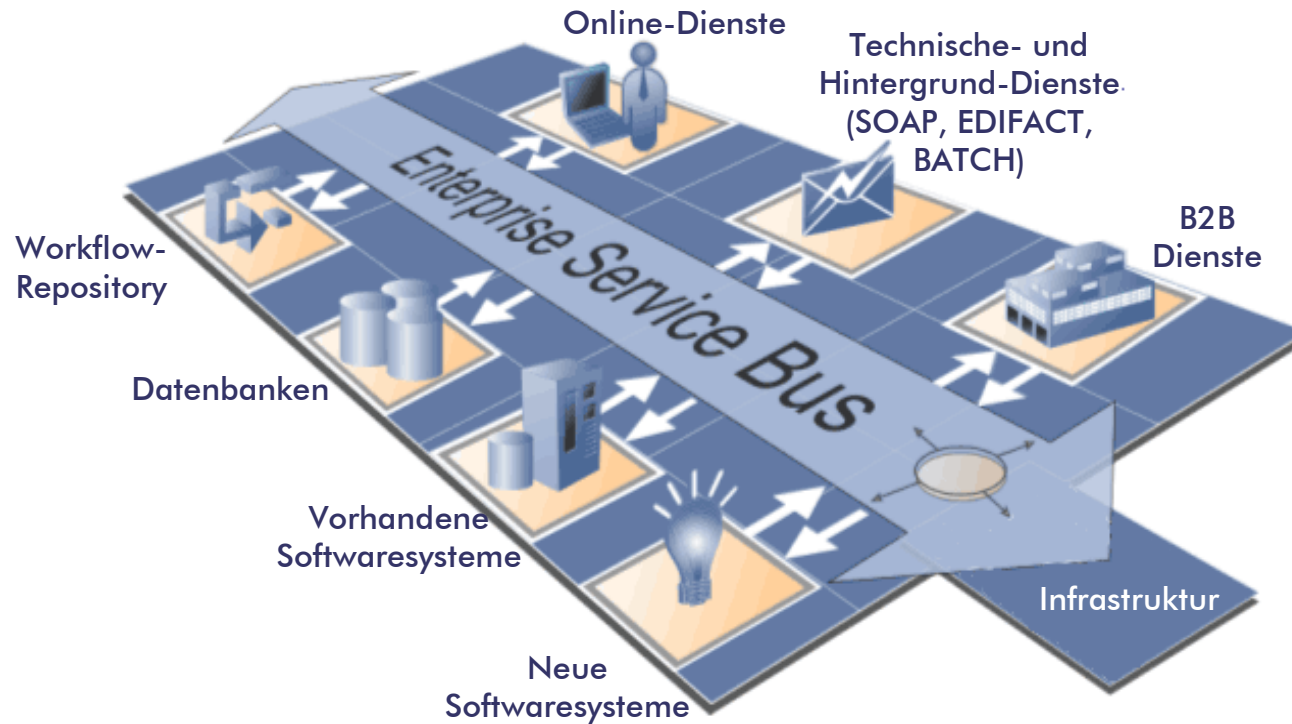 Online-Dienste
Technische- und
Hintergrund-Dienste
(SOAP, EDIFACT,
BATCH)
B2B
Dienste
Enterprise Service Bus
Workflow-
Repository
Datenbanken
Vorhandene
Softwaresysteme
Neue
Softwaresysteme
Infrastruktur